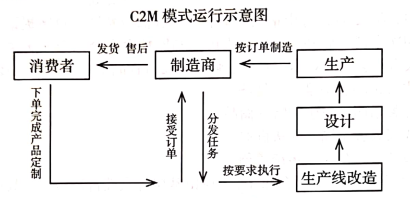 C2M 模式运行示意图
发货 售后
按订单制造
消费者
制造商
生产
下单完成产品定制
接受订单
分发任务
设计
按要求执行
生产线改造